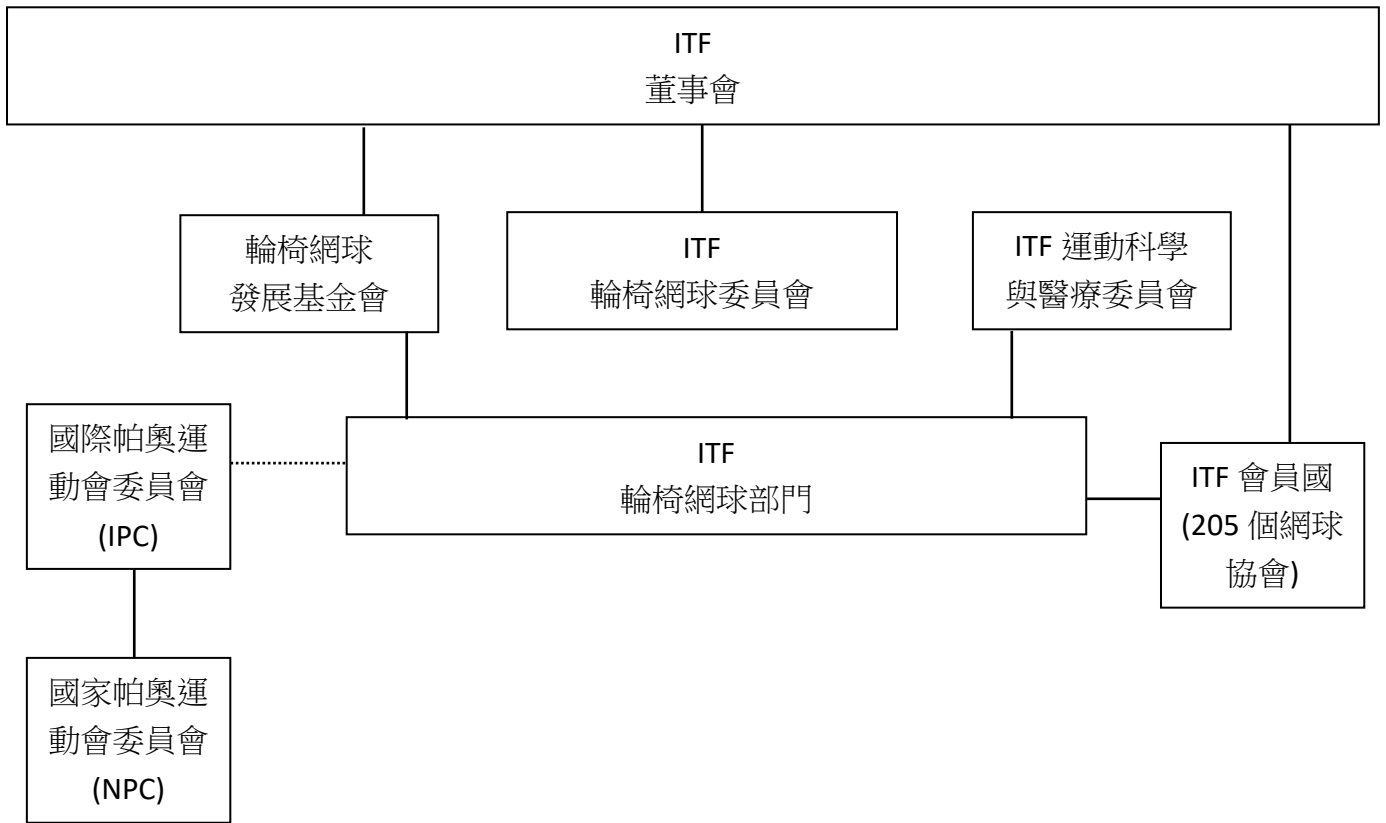 ITF
董事會
輪椅網球
發展基金會
ITF
輪椅網球委員會
ITF 運動科學
與醫療委員會
國際帕奧運
動會委員會
(IPC)
ITF
輪椅網球部門
ITF 會員國
(205 個網球
協會)
國家帕奧運
動會委員會
(NPC)